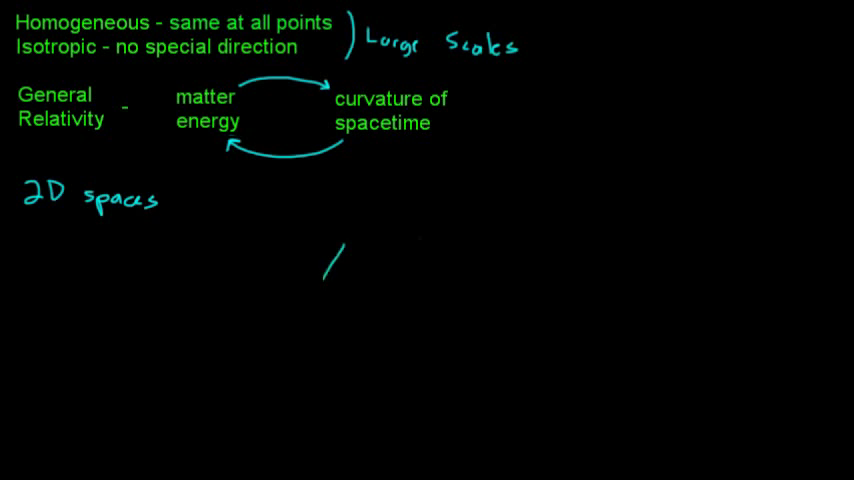 Homogeneous - same at all points
Isotropic - no special direction
Large Scales
General Relativity - matter energy
curvature of spacetime
2D spaces